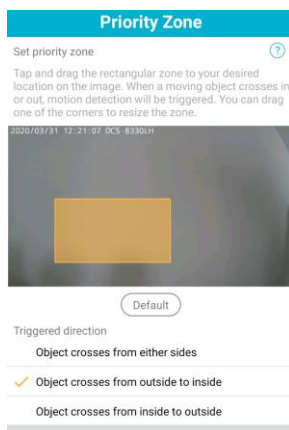 Priority Zone
Set priority zone
?
Tap and drag the rectangular zone to your desired
location on the image. When a moving object crosses in
or out, motion detection will be triggered. You can drag
one of the corners to resize the zone.
2020/03/31 12:21:07 DCS-8330LH
Default
Triggered direction
Object crosses from either sides
Object crosses from outside to inside
Object crosses from inside to outside